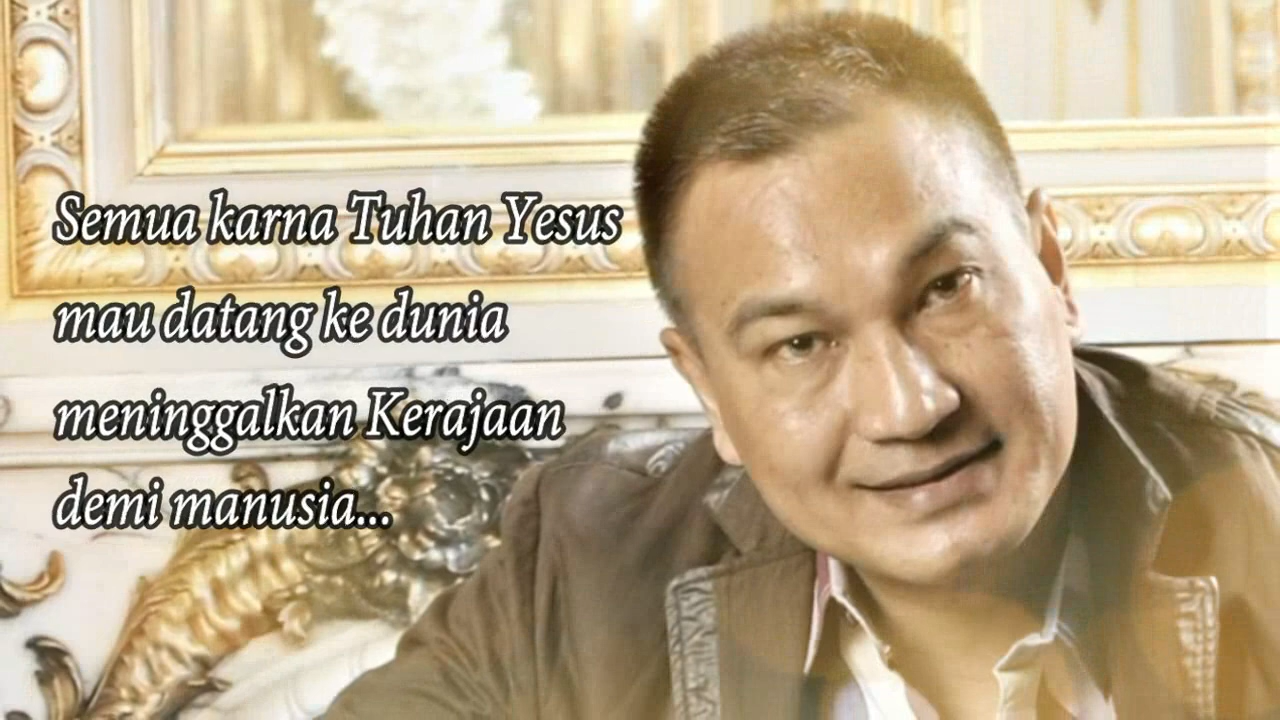 Semua karna Tuhan Yesus
mau datang ke dunia
meninggalkan Kerajaan
demi manusia...